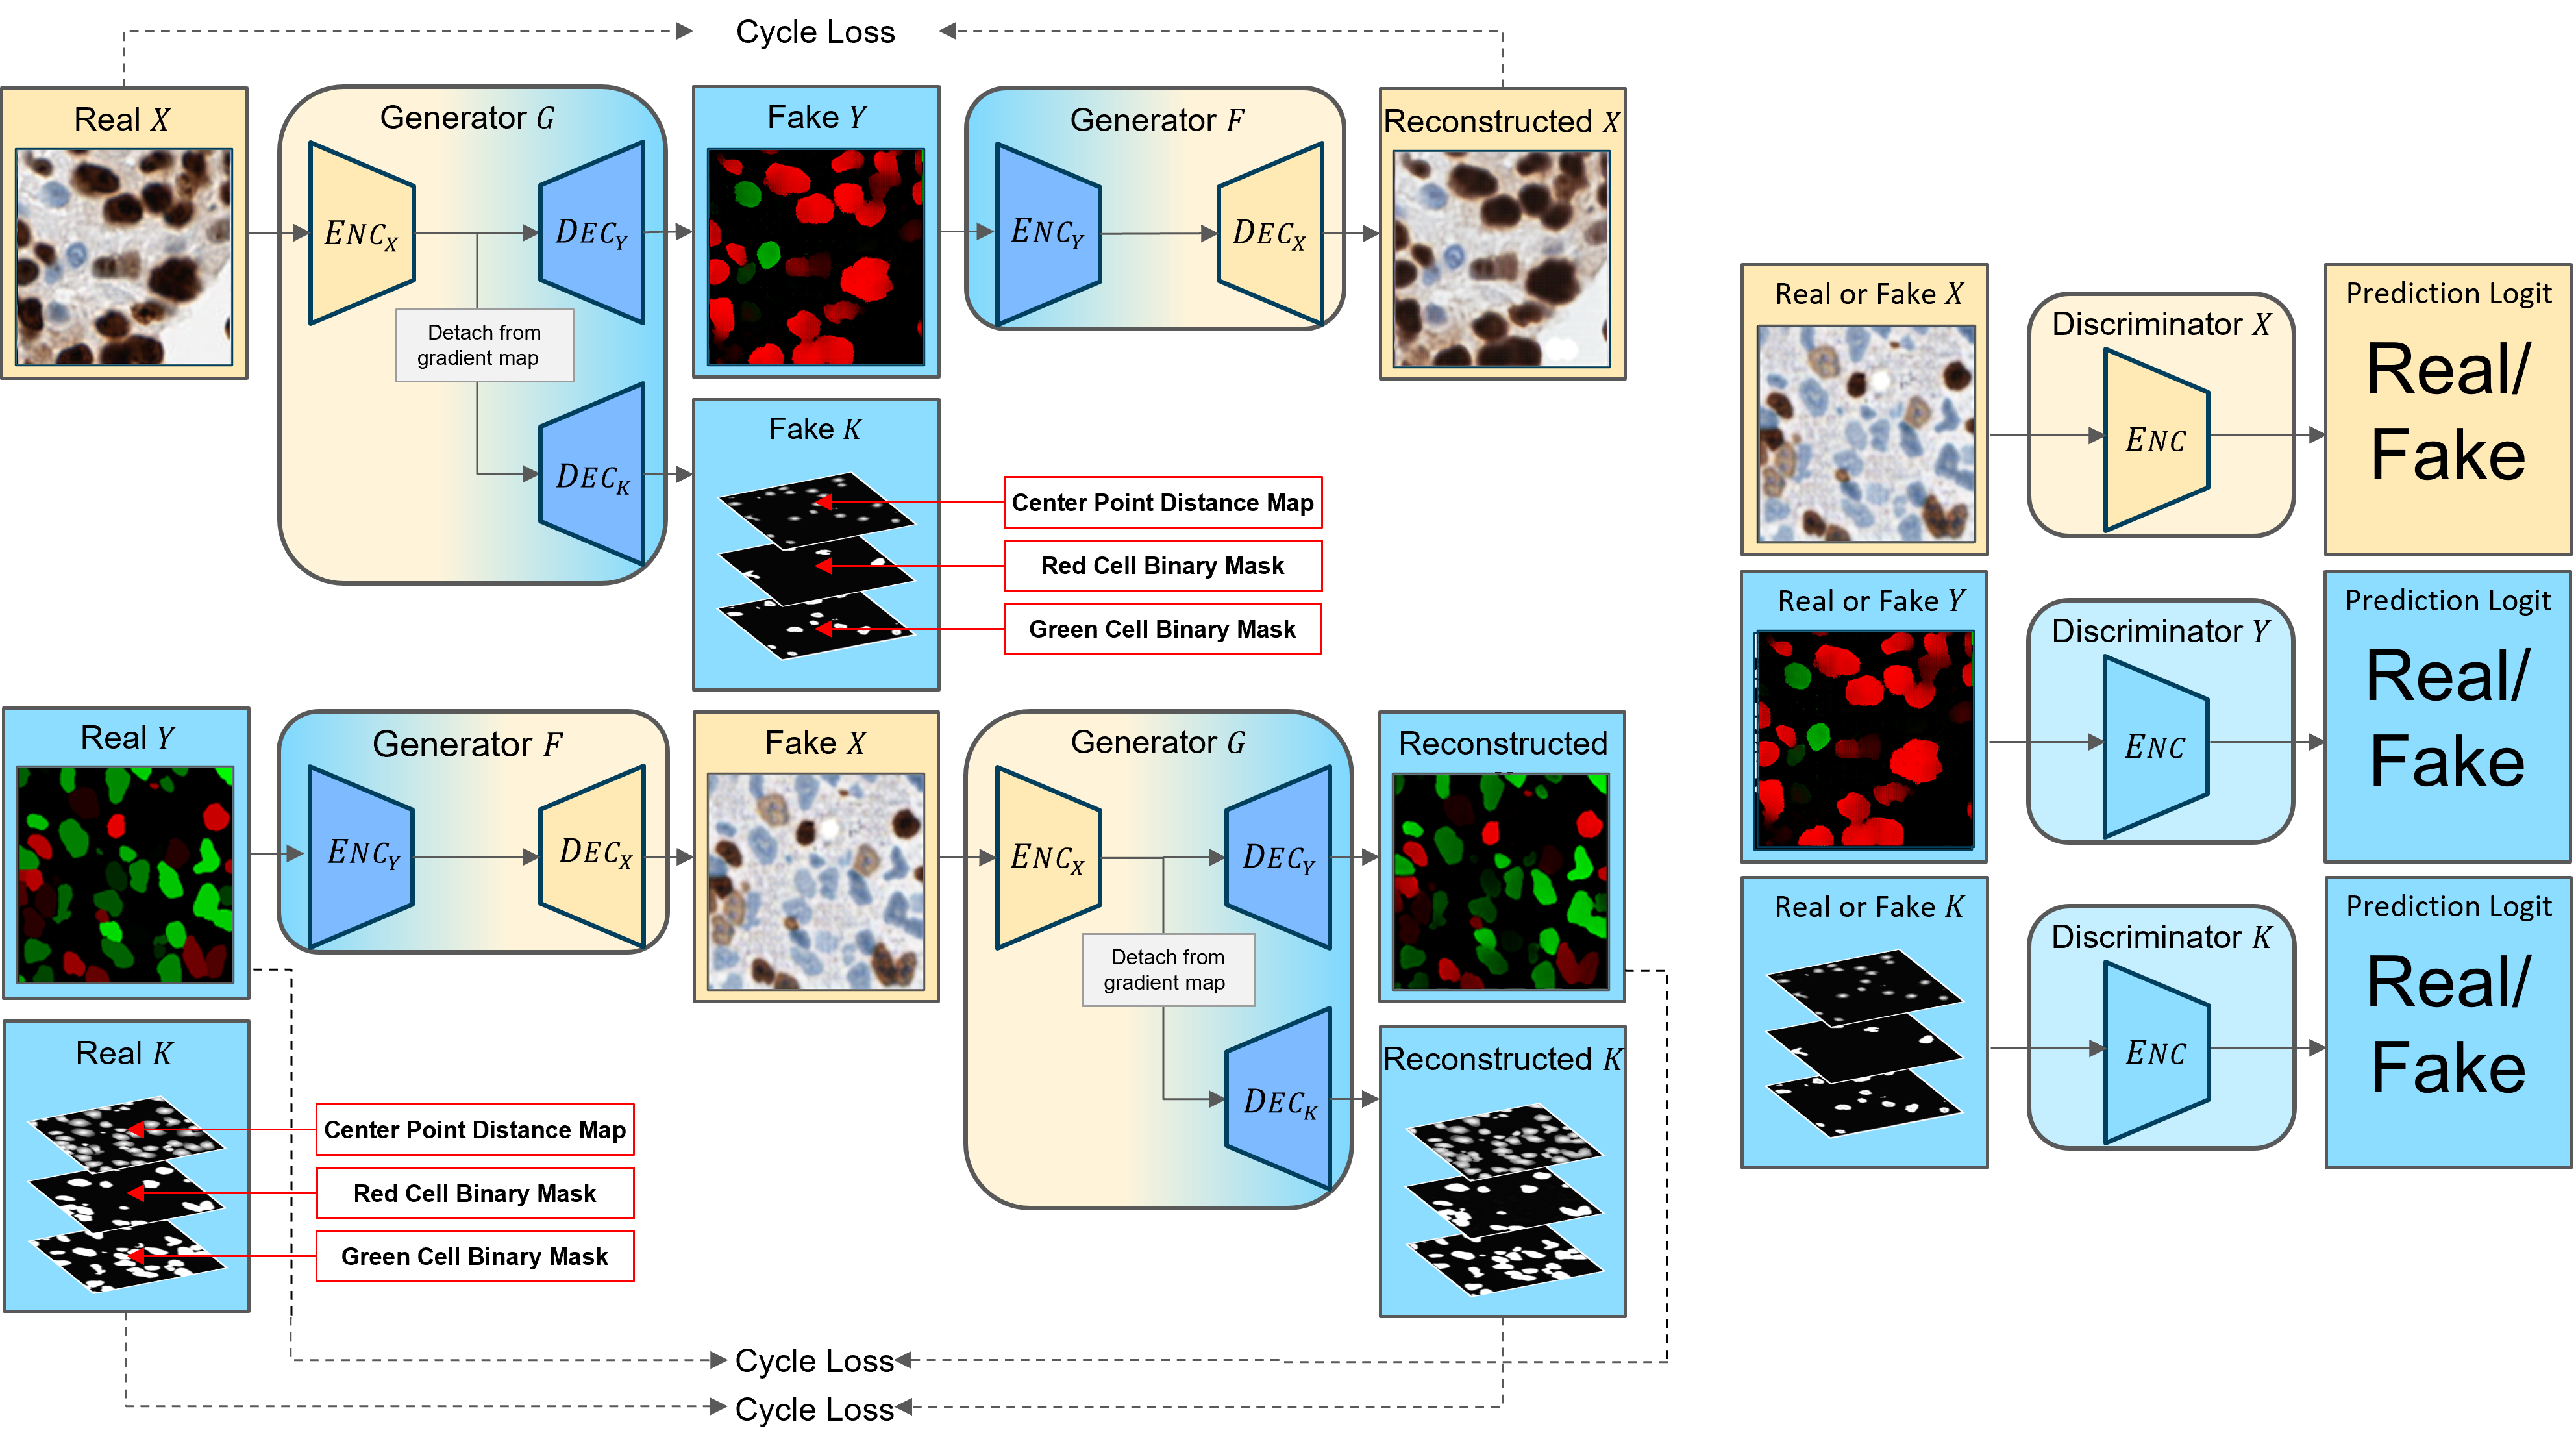 Cycle Loss
Real X
Generator G
Fake Y
Generator F
Reconstructed X
ENC_X
DEC_Y
ENC_Y
DEC_X
Detach from
gradient map
DEC_K
Fake K
Center Point Distance Map
Red Cell Binary Mask
Green Cell Binary Mask
Real Y
Generator F
Fake X
Generator G
Reconstructed
ENC_Y
DEC_X
ENC_X
DEC_Y
Detach from
gradient map
DEC_K
Real K
Reconstructed K
Center Point Distance Map
Red Cell Binary Mask
Green Cell Binary Mask
Cycle Loss
Cycle Loss
Real or Fake X
Discriminator X
ENC
Prediction Logit
Real/
Fake
Real or Fake Y
Discriminator Y
ENC
Prediction Logit
Real/
Fake
Real or Fake K
Discriminator K
ENC
Prediction Logit
Real/
Fake